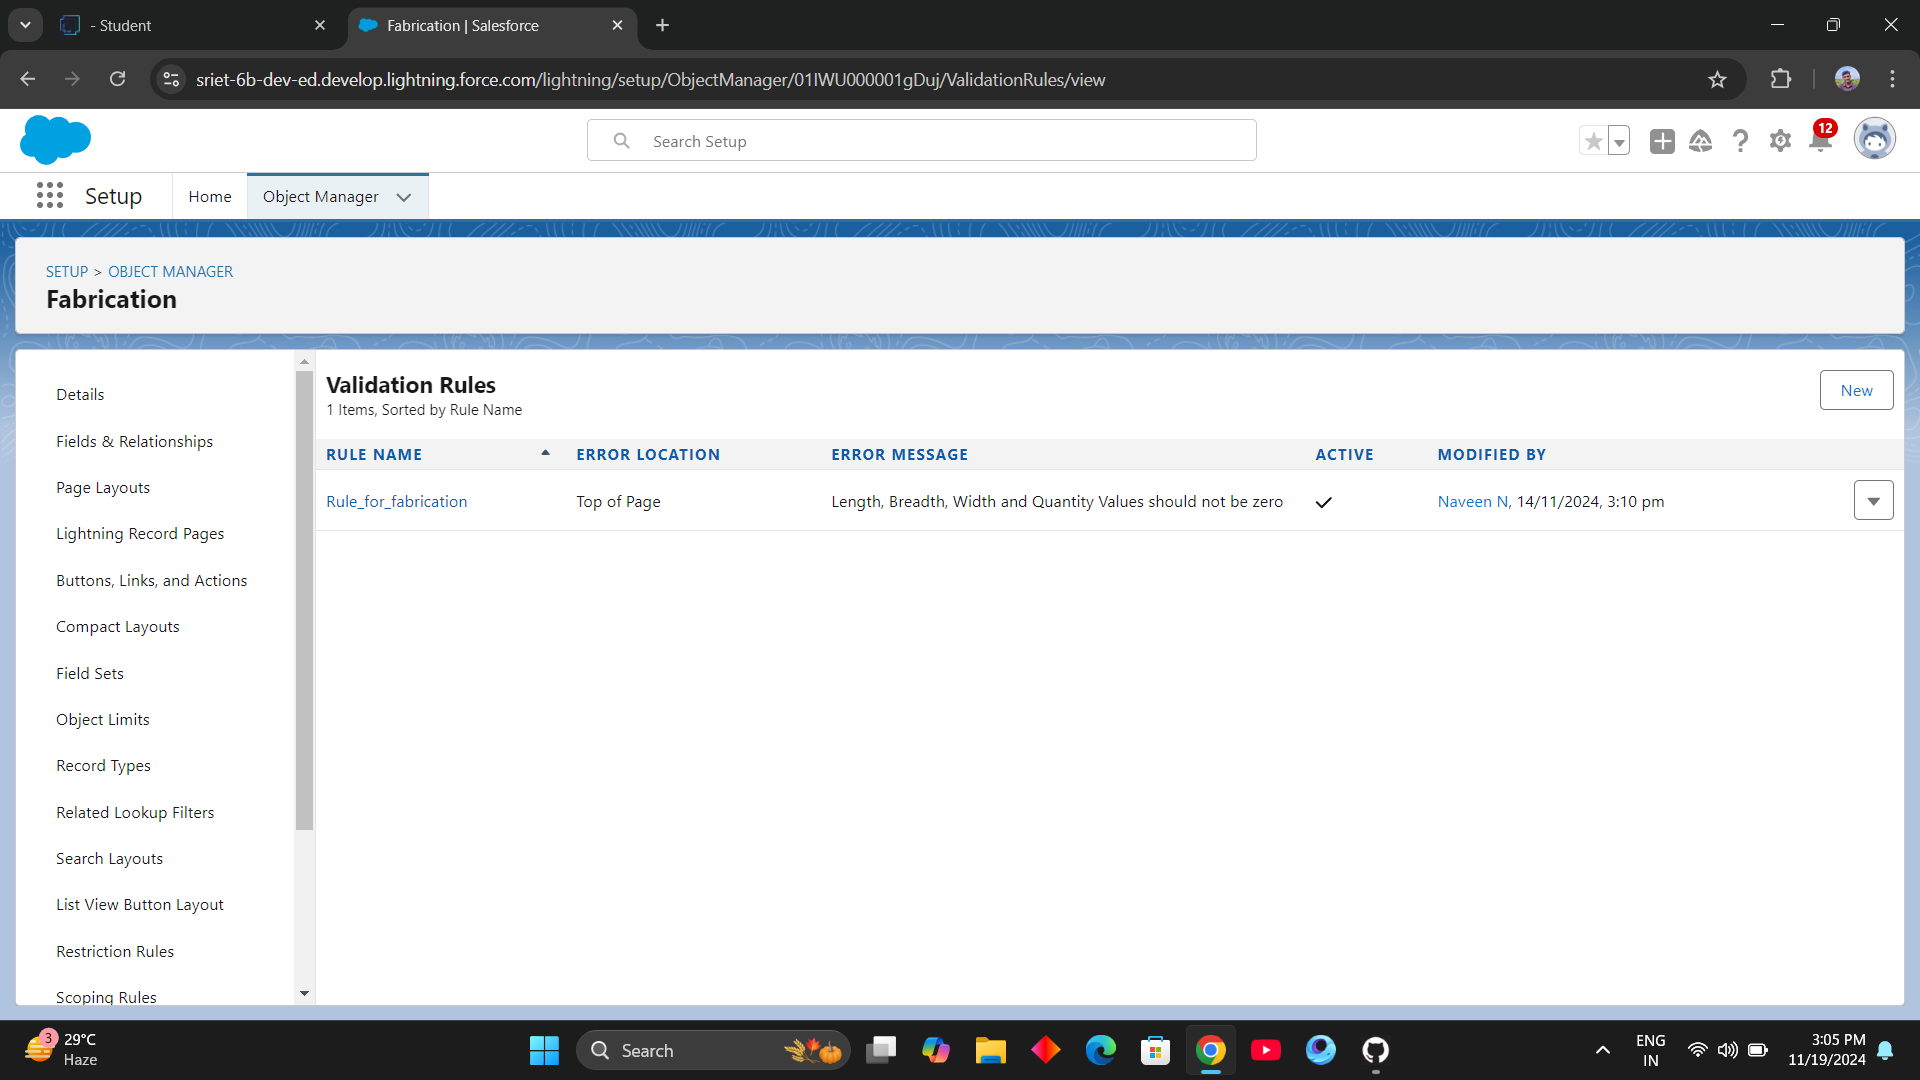 - Student
Fabrication | Salesforce
sriet-6b-dev-ed.develop.lightning.force.com/lightning/setup/ObjectManager/01IWU000001gDuj/ValidationRules/view
Search Setup
12
Setup
Home
Object Manager
SETUP > OBJECT MANAGER
Fabrication
Details
Fields & Relationships
Page Layouts
Lightning Record Pages
Buttons, Links, and Actions
Compact Layouts
Field Sets
Object Limits
Record Types
Related Lookup Filters
Search Layouts
List View Button Layout
Restriction Rules
Scoping Rules
Validation Rules
1 Items, Sorted by Rule Name
New
RULE NAME ERROR LOCATION ERROR MESSAGE ACTIVE MODIFIED BY
Rule_for_fabrication Top of Page Length, Breadth, Width and Quantity Values should not be zero Naveen N, 14/11/2024, 3:10 pm
3
29°C
Haze
Search
ENG
IN
3:05 PM
11/19/2024